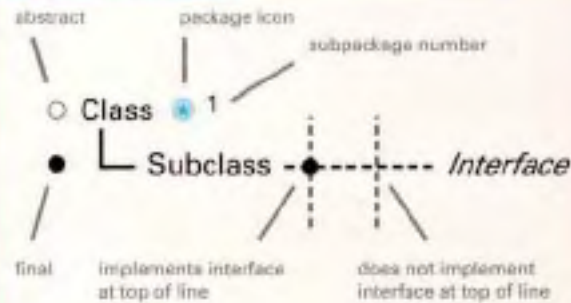 abstract
package icon
subpackage number
Class 1
Subclass
Interface
final
implements interface
at top of line
does not implement
interface at top of line